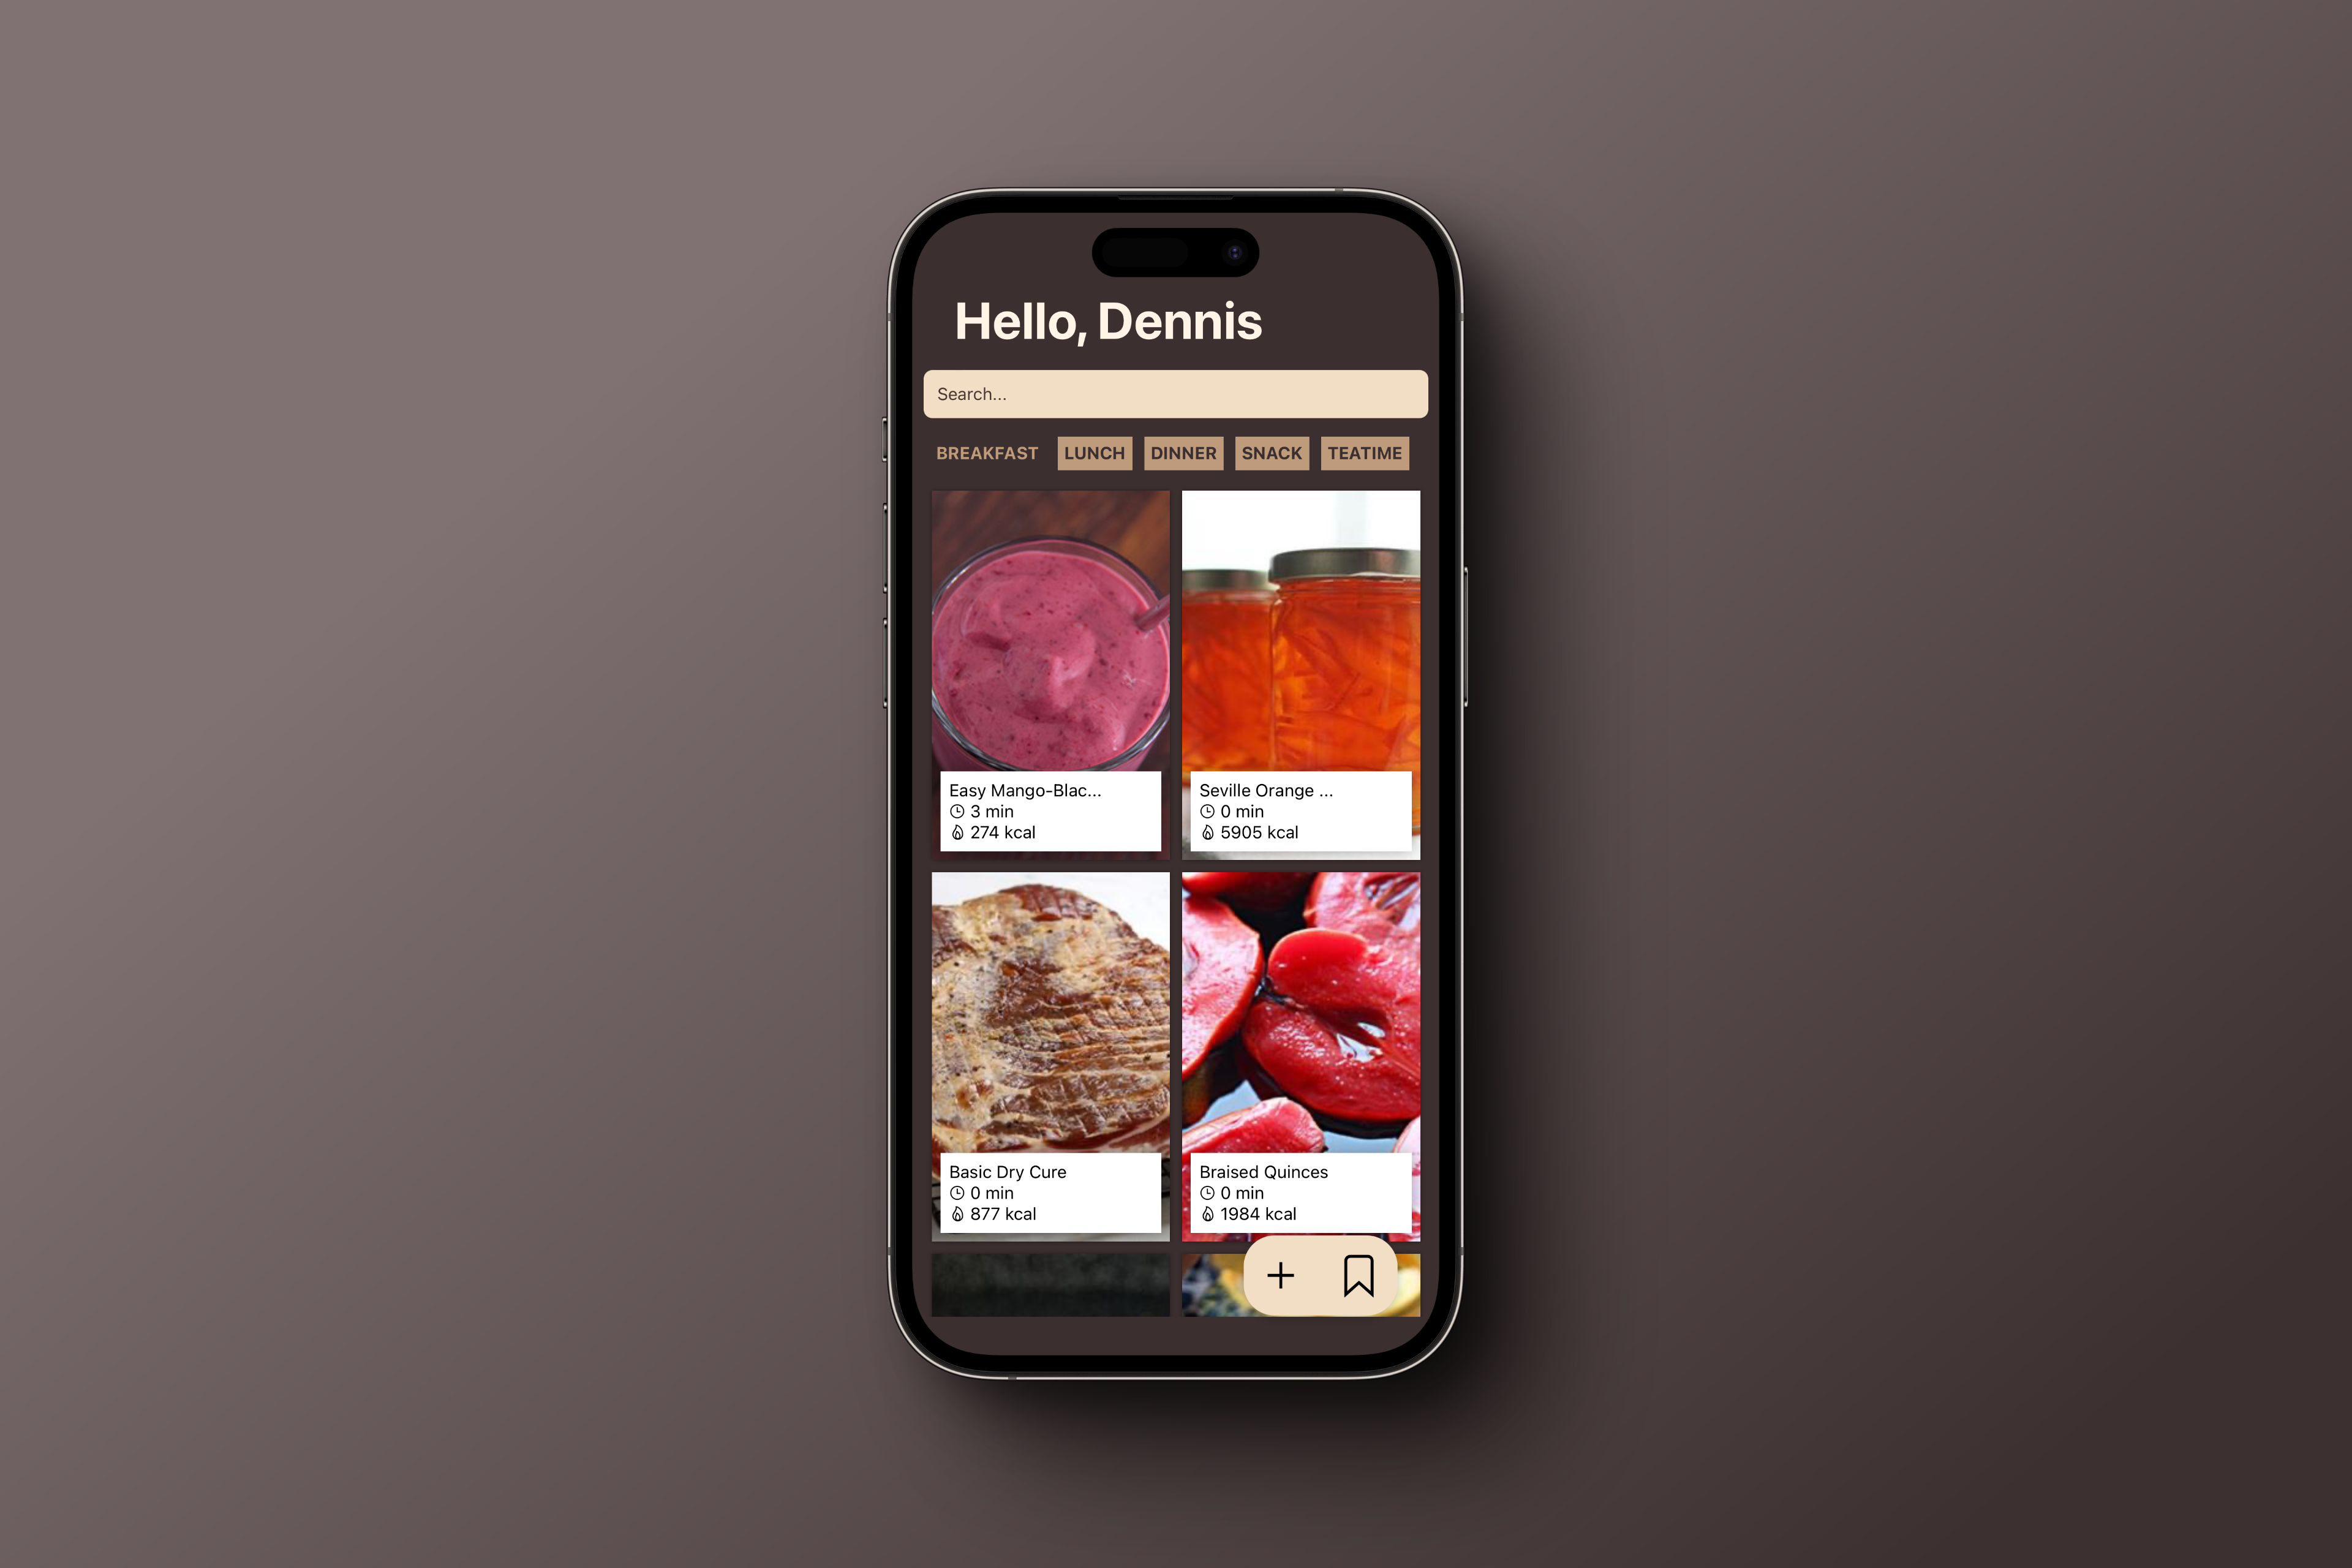 Hello, Dennis
Search...
BREAKFAST LUNCH DINNER SNACK TEATIME
Easy Mango-Blac...
3 min
274 kcal
Seville Orange ...
0 min
5905 kcal
Basic Dry Cure
0 min
877 kcal
Braised Quinces
0 min
1984 kcal